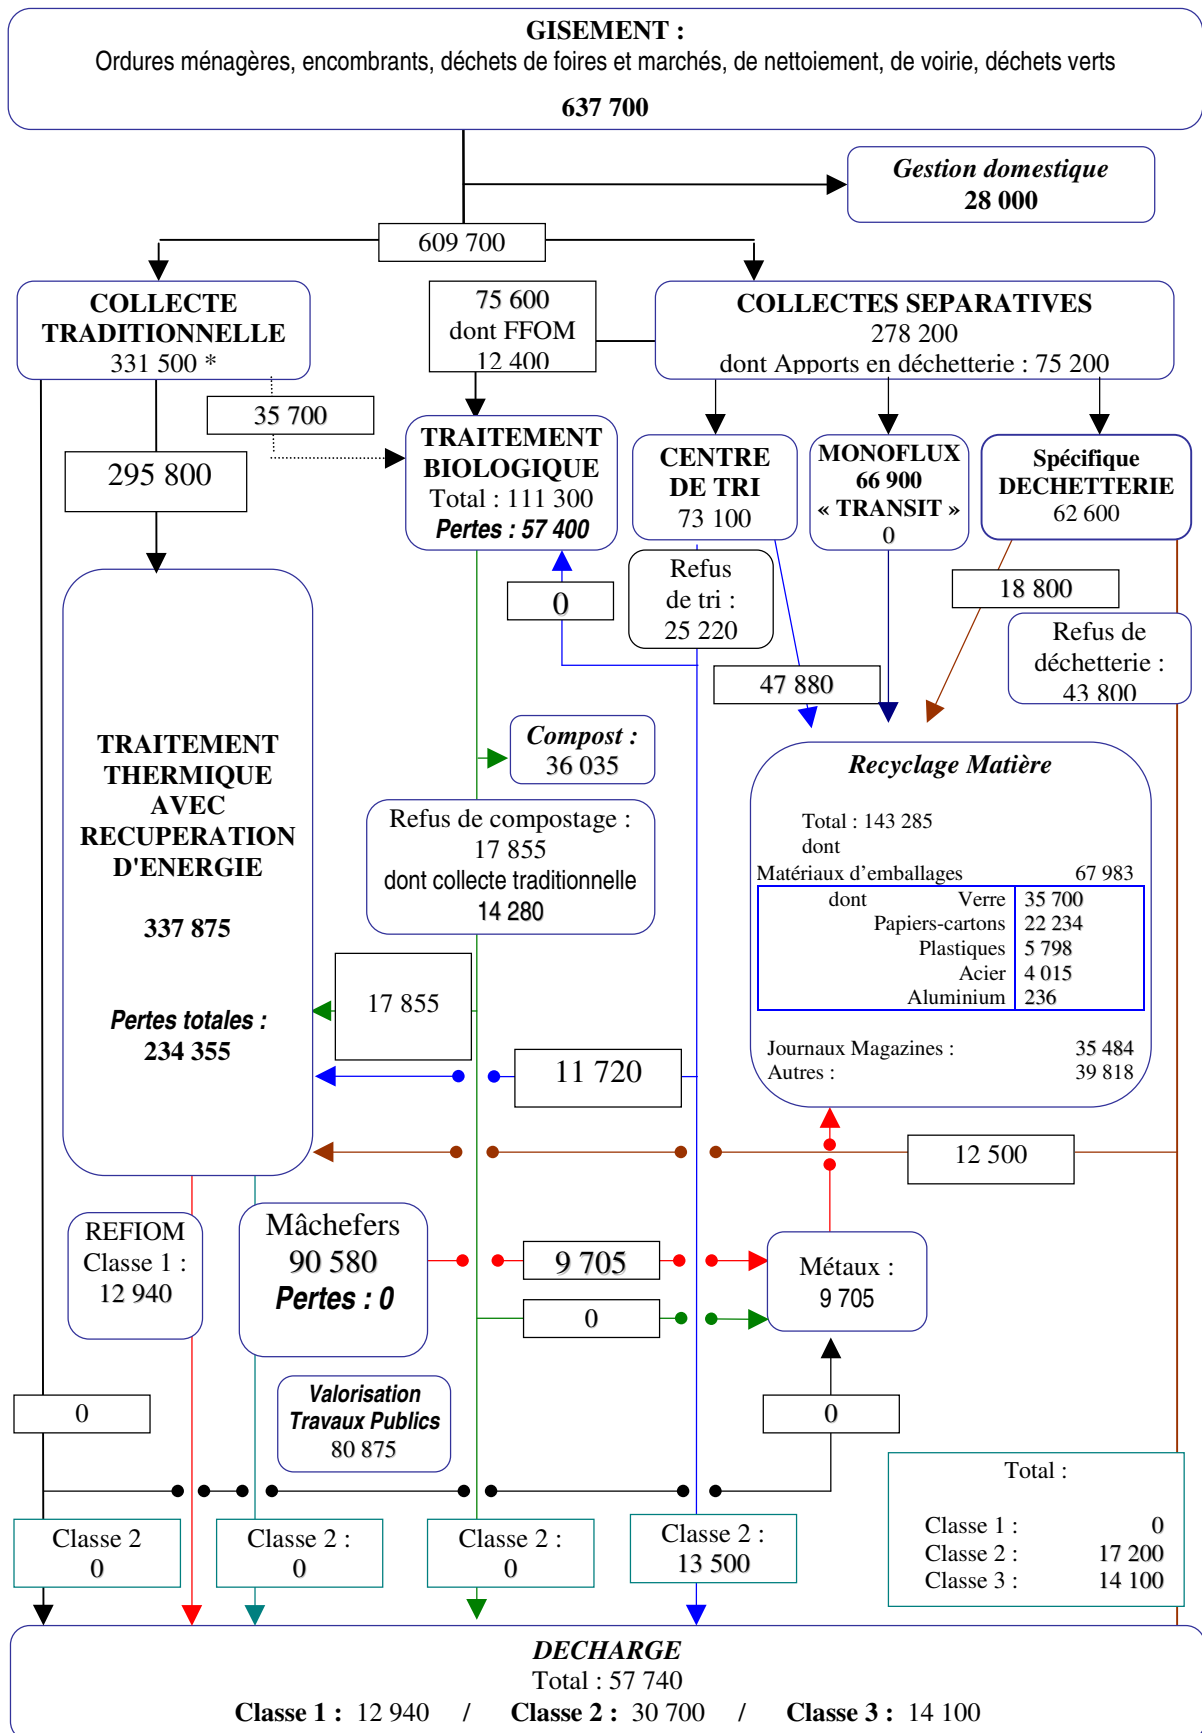 GISEMENT :
Ordures ménagères, encombrants, déchets de foires et marchés, de nettoiement, de voirie, déchets verts
637 700
Gestion domestique
28 000
609 700
COLLECTE
TRADITIONNELLE
331 500 *
75 600
dont FFOM
12 400
COLLECTES SEPARATIVES
278 200
dont Apports en déchetterie : 75 200
35 700
295 800
TRAITEMENT
BIOLOGIQUE
Total : 111 300
Pertes : 57 400
CENTRE
DE TRI
73 100
MONOFLUX
66 900
« TRANSIT »
0
Spécifique
DECHETTERIE
62 600
0
Refus
de tri :
25 220
18 800
Refus de
déchetterie :
43 800
47 880
TRAITEMENT
THERMIQUE
AVEC
RECUPERATION
D'ENERGIE
337 875
Pertes totales :
234 355
Compost :
36 035
Refus de compostage :
17 855
dont collecte traditionnelle
14 280
Recyclage Matière
Total : 143 285
dont
Matériaux d'emballages 67 983
dont Verre 35 700
Papiers-cartons 22 234
Plastiques 5 798
Acier 4 015
Aluminium 236
Journaux Magazines : 35 484
Autres : 39 818
17 855
11 720
12 500
REFIOM
Classe 1 :
12 940
Mâchefers
90 580
Pertes : 0
9 705
0
Métaux :
9 705
0
Valorisation
Travaux Publics
80 875
0
Total :
Classe 1 : 0
Classe 2 : 17 200
Classe 3 : 14 100
Classe 2
0
Classe 2 :
0
Classe 2 :
0
Classe 2 :
13 500
DECHARGE
Total : 57 740
Classe 1 : 12 940 / Classe 2 : 30 700 / Classe 3 : 14 100